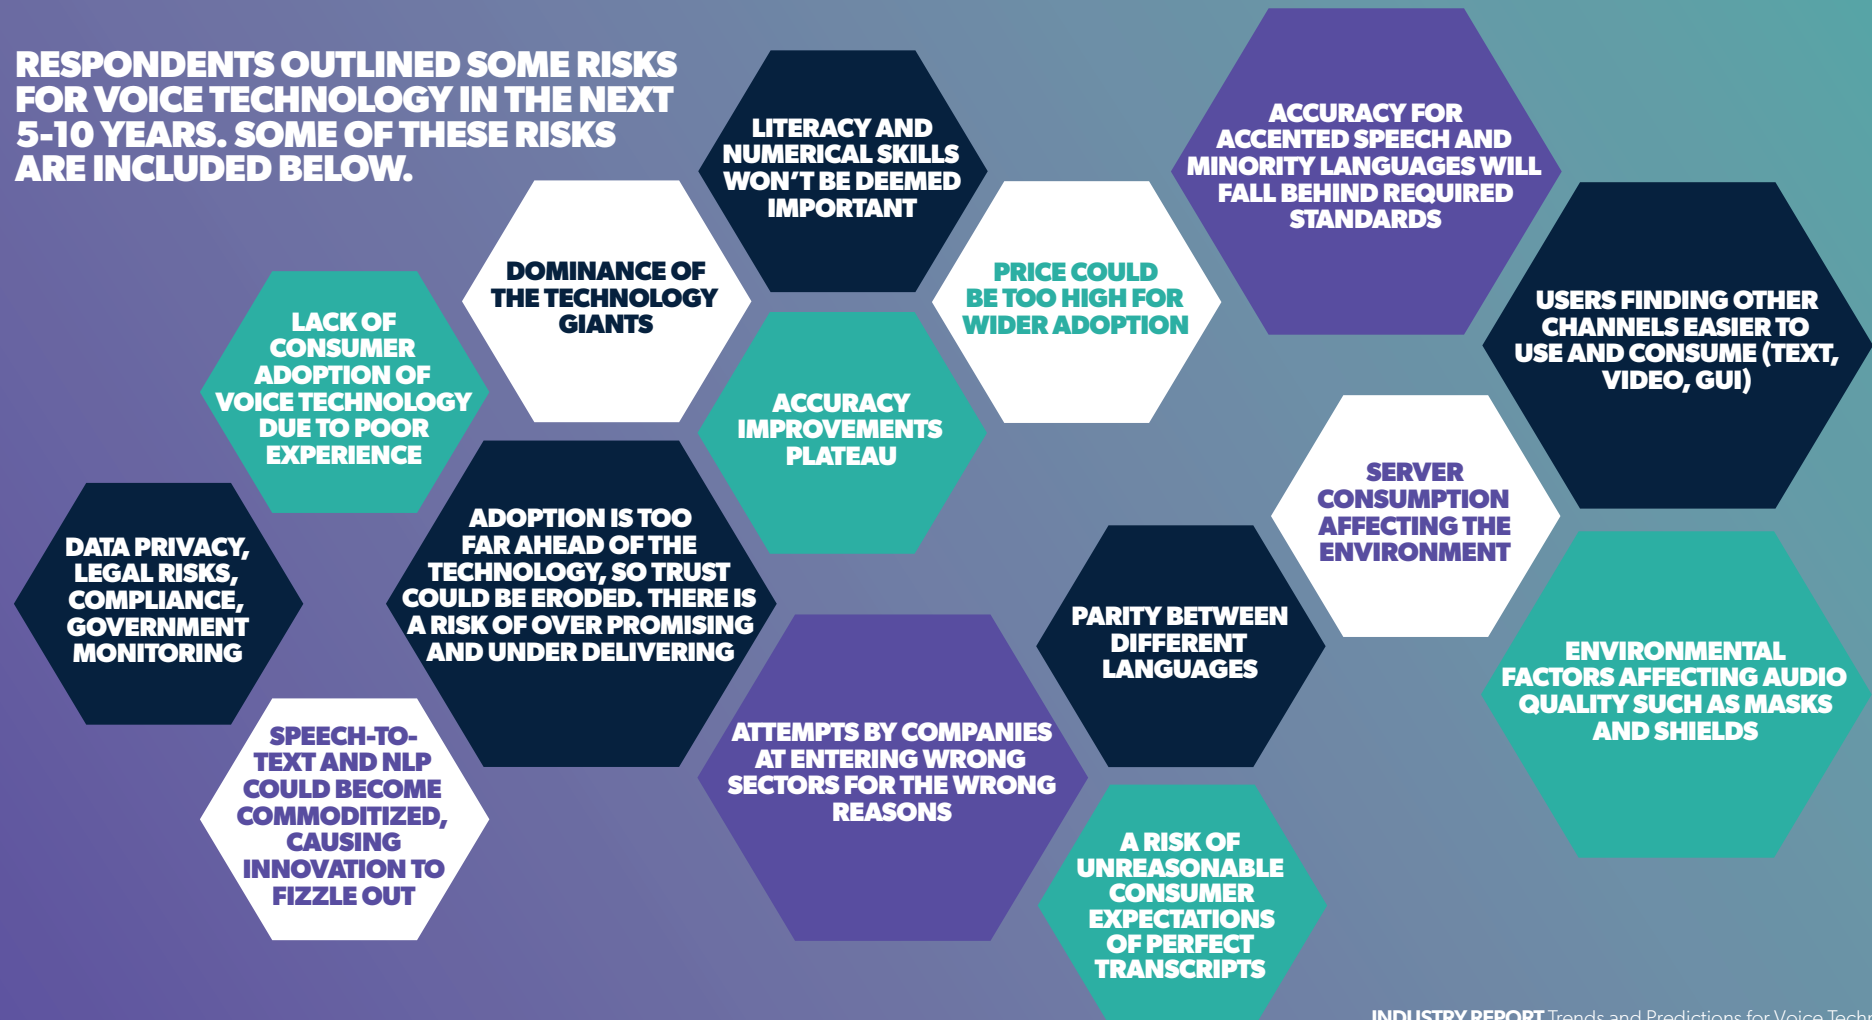 RESPONDENTS OUTLINED SOME RISKS
FOR VOICE TECHNOLOGY IN THE NEXT
5-10 YEARS. SOME OF THESE RISKS
ARE INCLUDED BELOW.
LITERACY AND
NUMERICAL SKILLS
WON'T BE DEEMED
IMPORTANT
ACCURACY FOR
ACCENTED SPEECH AND
MINORITY LANGUAGES WILL
FALL BEHIND REQUIRED
STANDARDS
DOMINANCE OF
THE TECHNOLOGY
GIANTS
PRICE COULD
BE TOO HIGH FOR
WIDER ADOPTION
USERS FINDING OTHER
CHANNELS EASIER TO
USE AND CONSUME (TEXT,
VIDEO, GUI)
LACK OF
CONSUMER
ADOPTION OF
VOICE TECHNOLOGY
DUE TO POOR
EXPERIENCE
ACCURACY
IMPROVEMENTS
PLATEAU
SERVER
CONSUMPTION
AFFECTING THE
ENVIRONMENT
DATA PRIVACY,
LEGAL RISKS,
COMPLIANCE,
GOVERNMENT
MONITORING
ADOPTION IS TOO
FAR AHEAD OF THE
TECHNOLOGY, SO TRUST
COULD BE ERODED. THERE IS
A RISK OF OVER PROMISING
AND UNDER DELIVERING
PARITY BETWEEN
DIFFERENT
LANGUAGES
ENVIRONMENTAL
FACTORS AFFECTING AUDIO
QUALITY SUCH AS MASKS
AND SHIELDS
SPEECH-TO-
TEXT AND NLP
COULD BECOME
COMMODITIZED,
CAUSING
INNOVATION TO
FIZZLE OUT
ATTEMPTS BY COMPANIES
AT ENTERING WRONG
SECTORS FOR THE WRONG
REASONS
A RISK OF
UNREASONABLE
CONSUMER
EXPECTATIONS
OF PERFECT
TRANSCRIPTS
INDUSTRY REPORT Trends and Predictions for Voice